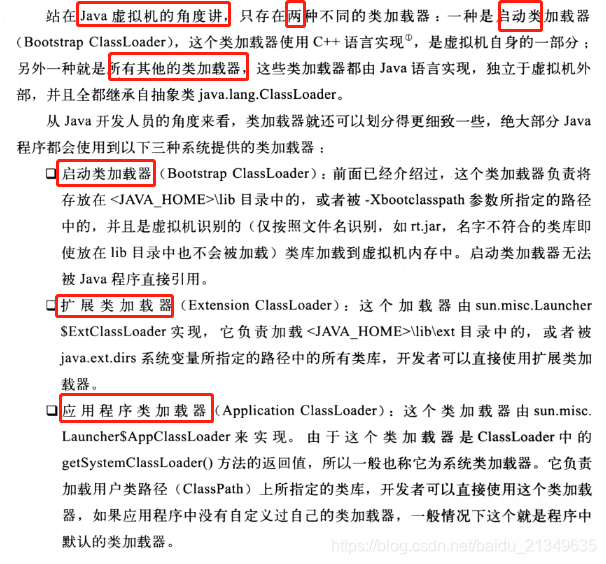 站在Java虚拟机的角度讲，只存在两种不同的类加载器：一种是启动类加载器
（Bootstrap ClassLoader），这个类加载器使用C++语言实现①，是虚拟机自身的一部分；
另外一种就是所有其他的类加载器，这些类加载器都由Java语言实现，独立于虚拟机外
部，并且全都继承自抽象类java.lang.ClassLoader。
从Java开发人员的角度来看，类加载器就还可以划分得更细致一些，绝大部分Java
程序都会使用到以下三种系统提供的类加载器：
❑ 启动类加载器（Bootstrap ClassLoader）：前面已经介绍过，这个类加载器负责将
存放在<JAVA_HOME>\lib目录中的，或者被-Xbootclasspath参数所指定的路径
中的，并且是虚拟机识别的（仅按照文件名识别，如rt.jar，名字不符合的类库即
使放在lib目录中也不会被加载）类库加载到虚拟机内存中。启动类加载器无法
被Java程序直接引用。
❑ 扩展类加载器（Extension ClassLoader）：这个加载器由sun.misc.Launcher
$ExtClassLoader实现，它负责加载<JAVA_HOME>\lib\ext目录中的，或者被
java.ext.dirs系统变量所指定的路径中的所有类库，开发者可以直接使用扩展类加
载器。
❑ 应用程序类加载器（Application ClassLoader）：这个类加载器由sun.misc.
Launcher$AppClassLoader来实现。由于这个类加载器是ClassLoader中的
getSystemClassLoader()方法的返回值，所以一般也称它为系统类加载器。它负责
加载用户类路径（ClassPath）上所指定的类库，开发者可以直接使用这个类加载
器，如果应用程序中没有自定义过自己的类加载器，一般情况下这个就是程序中
默认的类加载器。
https://blog.csdn.net/baidu_21349635